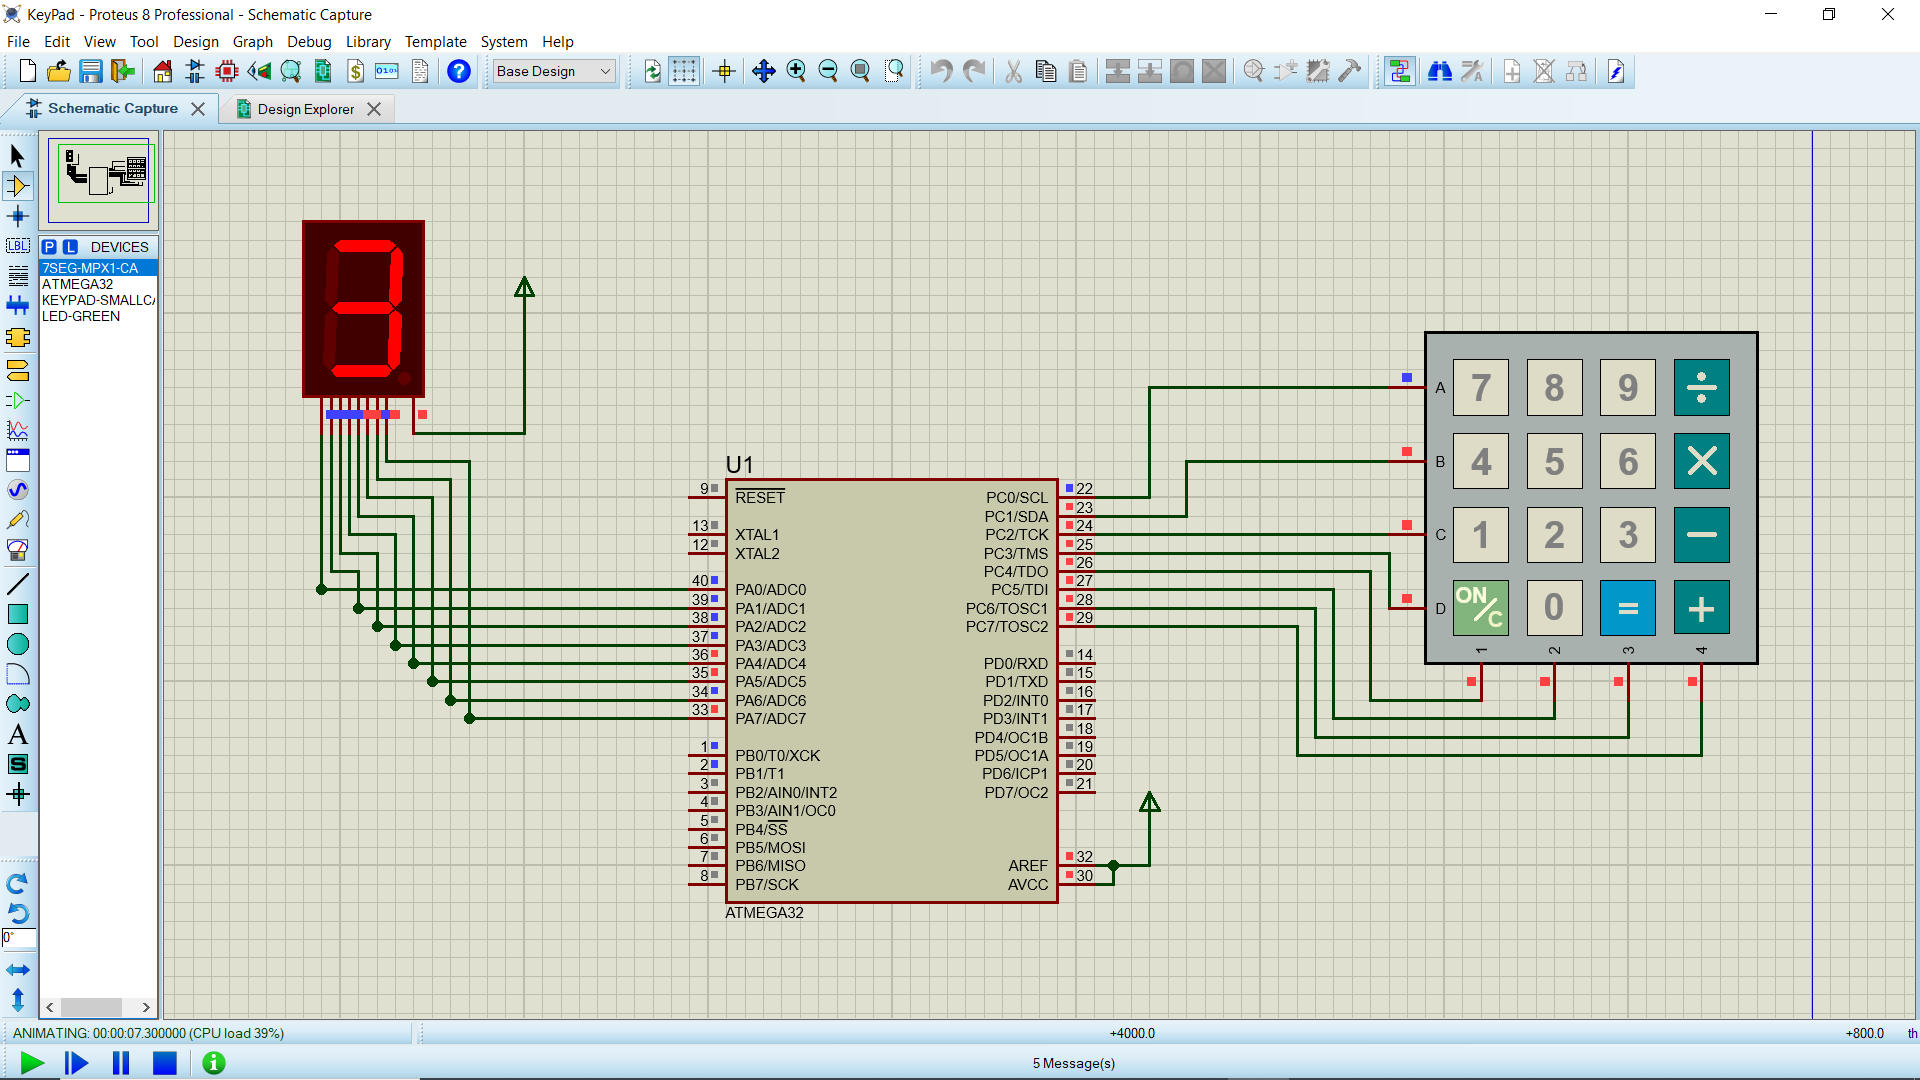 KeyPad - Proteus 8 Professional - Schematic Capture
File Edit View Tool Design Graph Debug Library Template System Help
$ 0101 ? Base Design
Schematic Capture Design Explorer
P L DEVICES
7SEG-MPX1-CA
ATMEGA32
KEYPAD-SMALLCA
LED-GREEN
LBL
A
S
0°
U1
9 RESET
13 XTAL1
12 XTAL2
40 PA0/ADC0
39 PA1/ADC1
38 PA2/ADC2
37 PA3/ADC3
36 PA4/ADC4
35 PA5/ADC5
34 PA6/ADC6
33 PA7/ADC7
1 PB0/T0/XCK
2 PB1/T1
3 PB2/AIN0/INT2
4 PB3/AIN1/OC0
5 PB4/SS
6 PB5/MOSI
7 PB6/MISO
8 PB7/SCK
PC0/SCL 22
PC1/SDA 23
PC2/TCK 24
PC3/TMS 25
PC4/TDO 26
PC5/TDI 27
PC6/TOSC1 28
PC7/TOSC2 29
PD0/RXD 14
PD1/TXD 15
PD2/INT0 16
PD3/INT1 17
PD4/OC1B 18
PD5/OC1A 19
PD6/ICP1 20
PD7/OC2 21
AREF 32
AVCC 30
ATMEGA32
3
A 7 8 9 ÷
B 4 5 6 ×
C 1 2 3 −
D ON/C 0 = +
1 2 3 4
ANIMATING: 00:00:07.300000 (CPU load 39%) +4000.0 +800.0 th
5 Message(s)